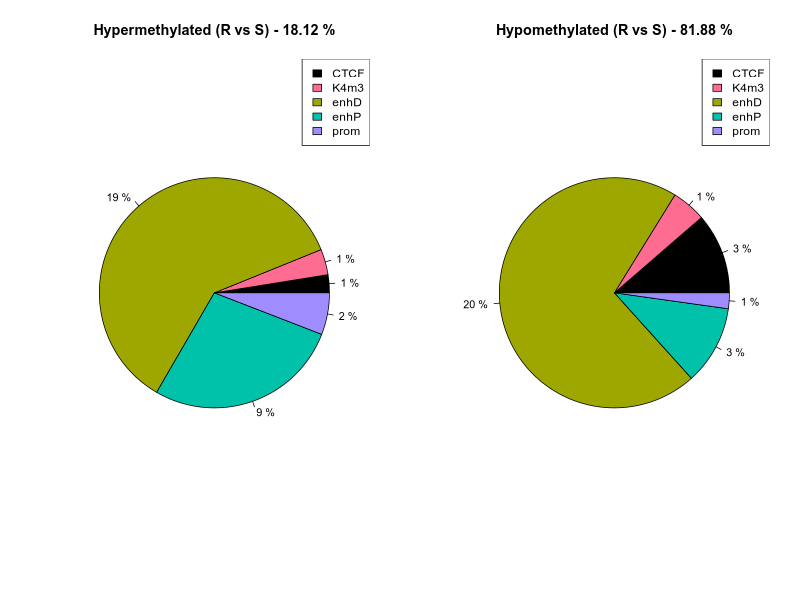 Hypermethylated (R vs S) - 18.12 %
CTCF
K4m3
enhD
enhP
prom
19 %
1 %
1 %
2 %
9 %
Hypomethylated (R vs S) - 81.88 %
CTCF
K4m3
enhD
enhP
prom
1 %
3 %
20 %
1 %
3 %